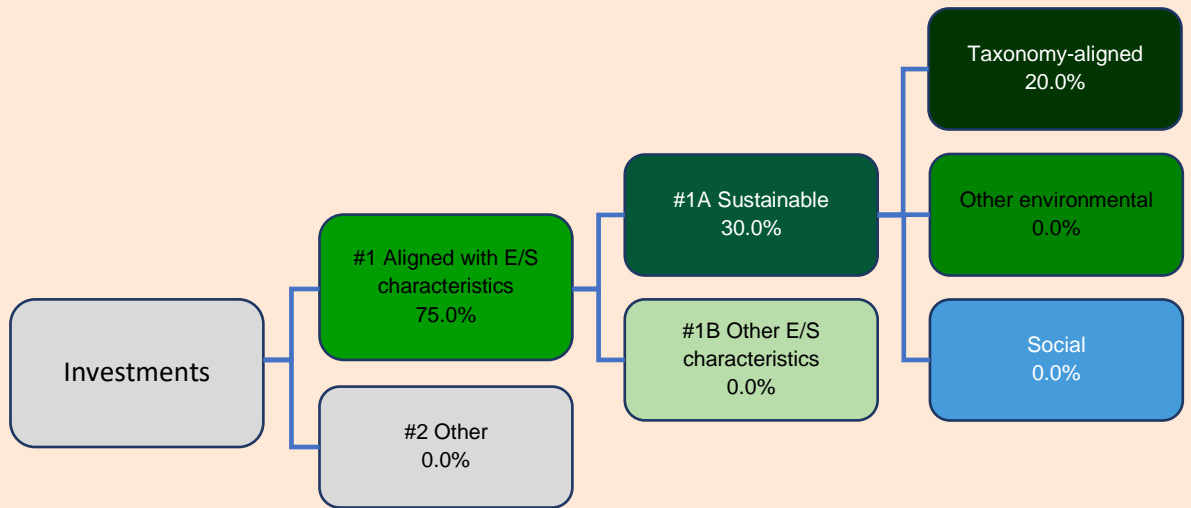 Investments
#1 Aligned with E/S
characteristics
75.0%
#2 Other
0.0%
#1A Sustainable
30.0%
#1B Other E/S
characteristics
0.0%
Taxonomy-aligned
20.0%
Other environmental
0.0%
Social
0.0%